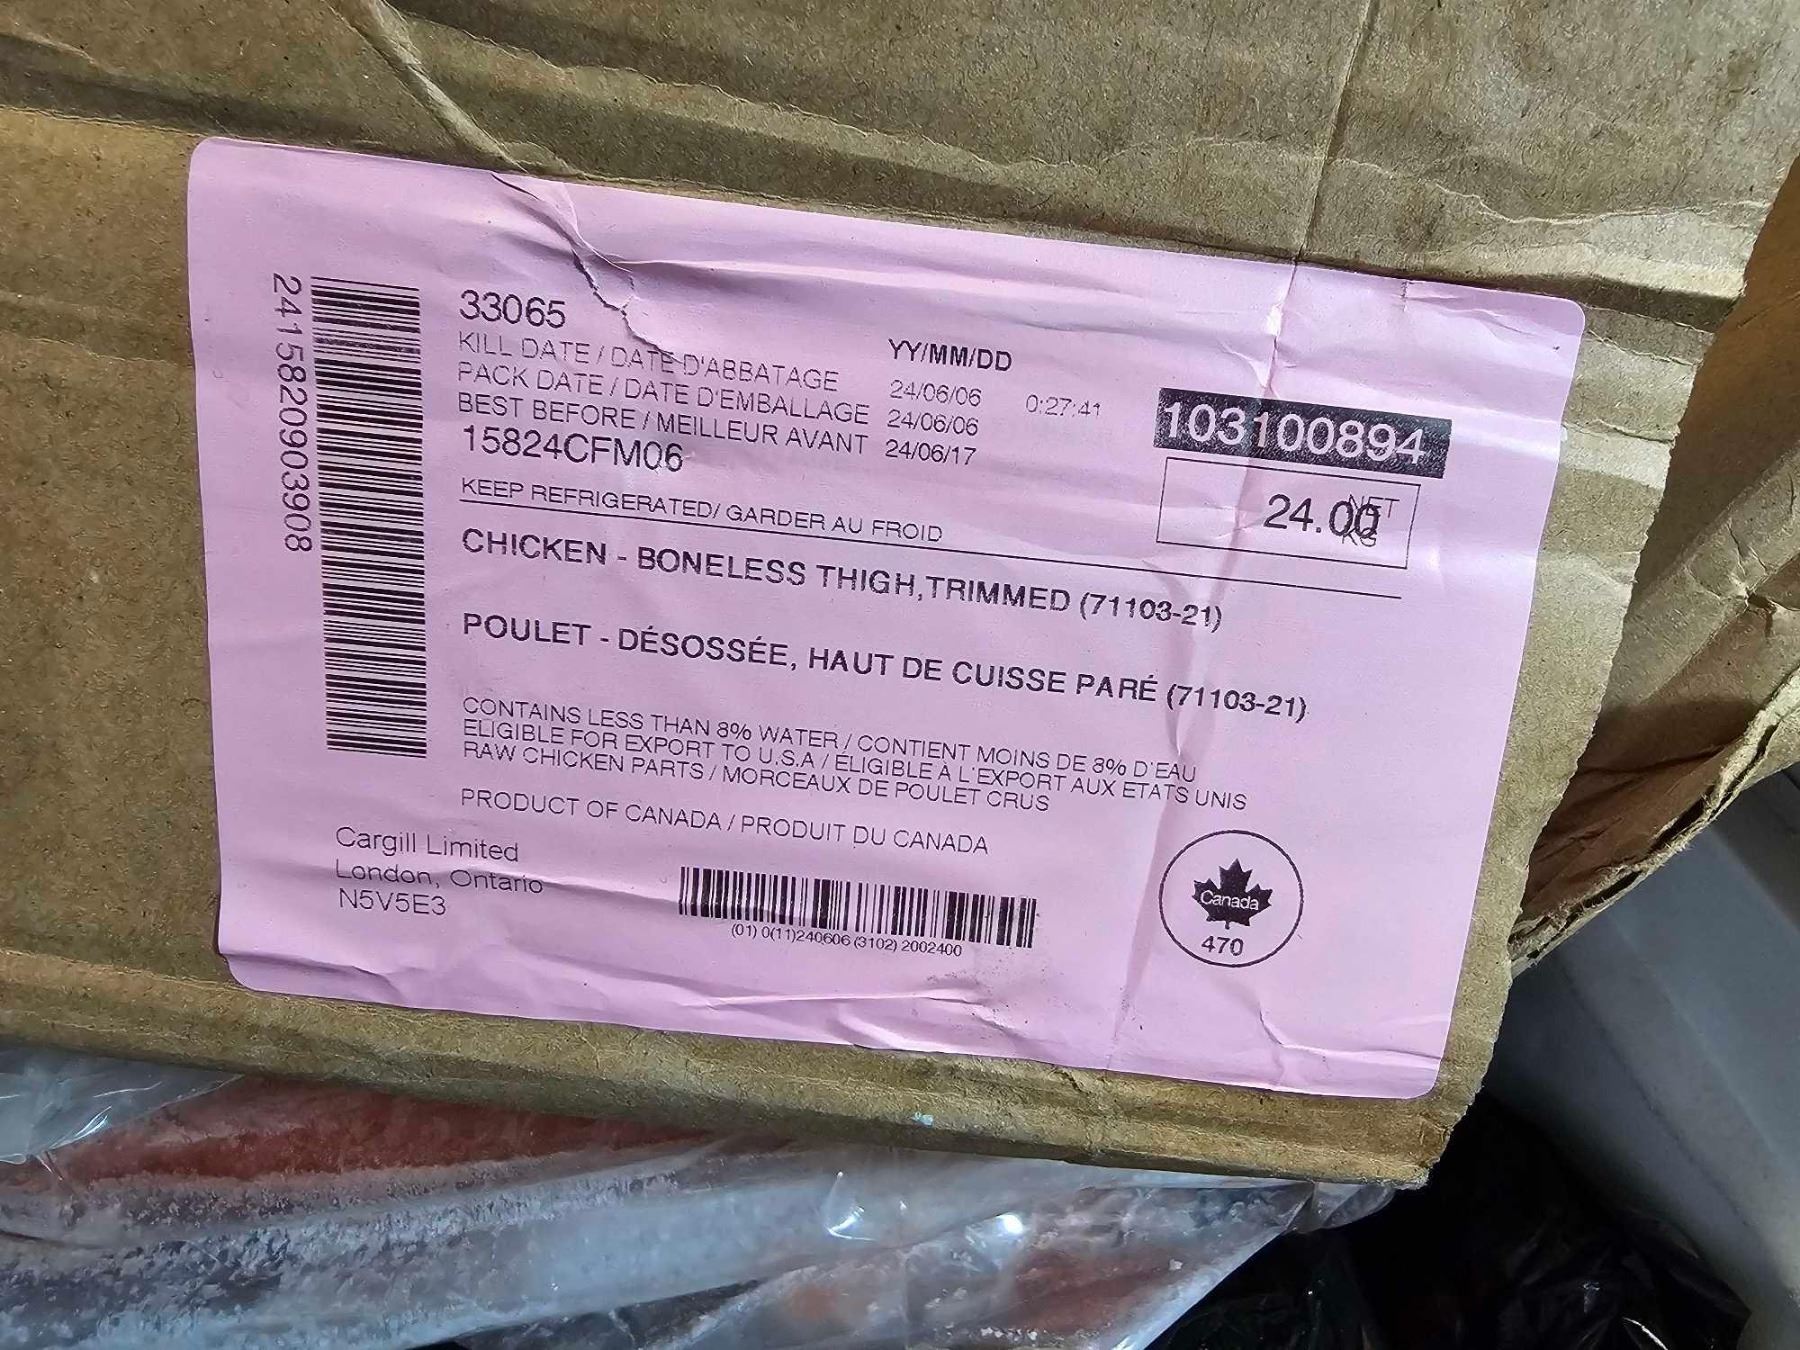 2415820903908
33065
YY/MM/DD
KILL DATE / DATE D'ABBATAGE 24/06/06 0:27:41
PACK DATE / DATE D'EMBALLAGE 24/06/06
BEST BEFORE / MEILLEUR AVANT 24/06/17
15824CFM06
103100894
24.00 NET
KG
KEEP REFRIGERATED/ GARDER AU FROID
CHICKEN - BONELESS THIGH,TRIMMED (71103-21)
POULET - DÉSOSSÉE, HAUT DE CUISSE PARÉ (71103-21)
CONTAINS LESS THAN 8% WATER / CONTIENT MOINS DE 8% D'EAU
ELIGIBLE FOR EXPORT TO U.S.A / ÉLIGIBLE À L'EXPORT AUX ETATS UNIS
RAW CHICKEN PARTS / MORCEAUX DE POULET CRUS
PRODUCT OF CANADA / PRODUIT DU CANADA
Cargill Limited
London, Ontario
N5V5E3
(01) 0(11)240606 (3102) 2002400
Canada
470